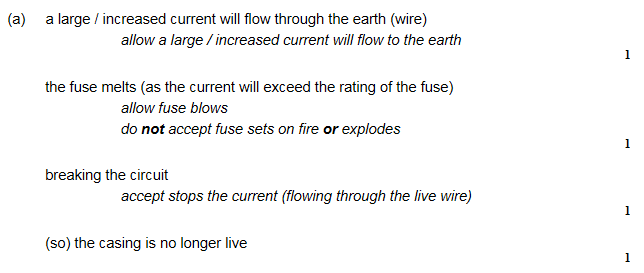 (a) a large / increased current will flow through the earth (wire)
allow a large / increased current will flow to the earth
1
the fuse melts (as the current will exceed the rating of the fuse)
allow fuse blows
do not accept fuse sets on fire or explodes
1
breaking the circuit
accept stops the current (flowing through the live wire)
1
(so) the casing is no longer live
1